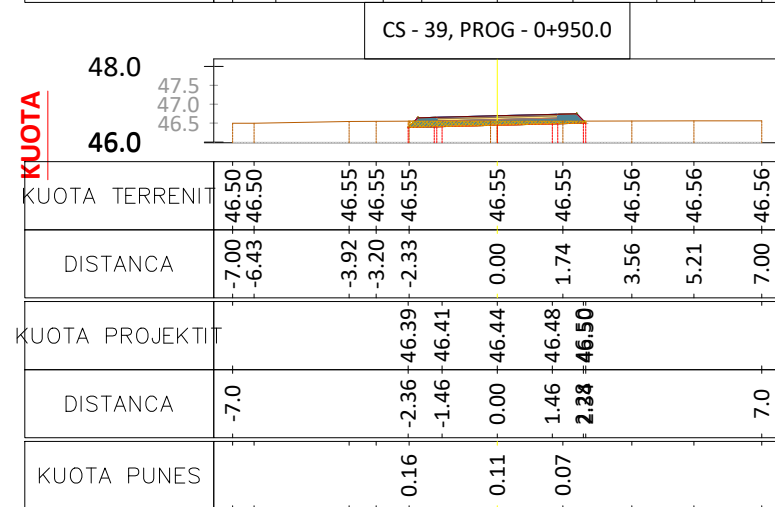 CS - 39, PROG - 0+950.0
KUOTA
48.0
47.5
47.0
46.5
46.0
KUOTA TERRENIT 46.50 46.50 46.55 46.55 46.55 46.55 46.55 46.56 46.56 46.56
DISTANCA -7.00 -6.43 -3.92 -3.20 -2.33 0.00 1.74 3.56 5.21 7.00
KUOTA PROJEKTIT 46.39 46.41 46.44 46.48 46.50
DISTANCA -7.0 -2.36 -1.46 0.00 1.46 7.0
KUOTA PUNES 0.16 0.11 0.07